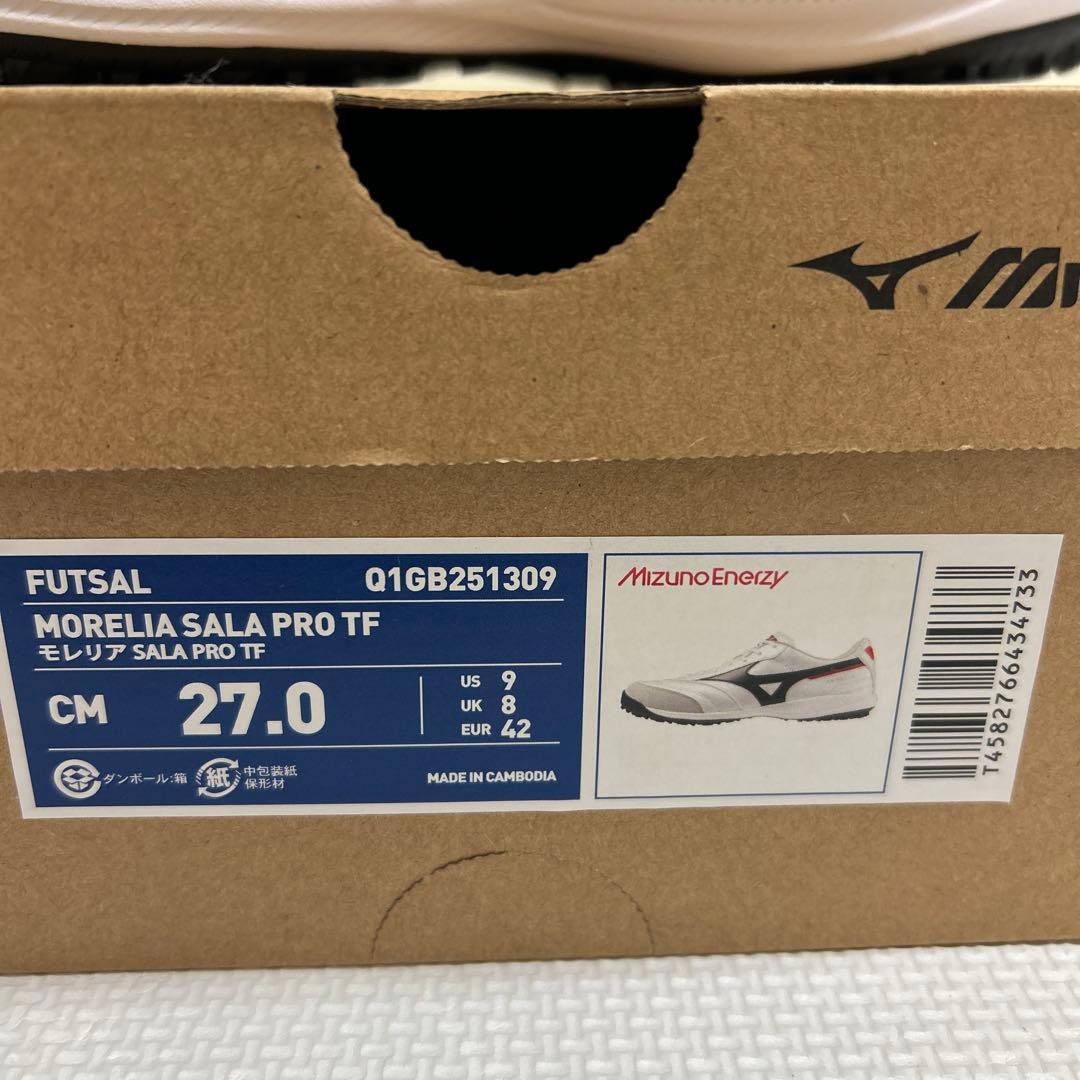 FUTSAL Q1GB251309
MORELIA SALA PRO TF
モレリア SALA PRO TF
CM 27.0
US 9
UK 8
EUR 42
ダンボール:箱
紙
中包装紙
保形材
MADE IN CAMBODIA
Mizuno Enerzy
T4582766434733